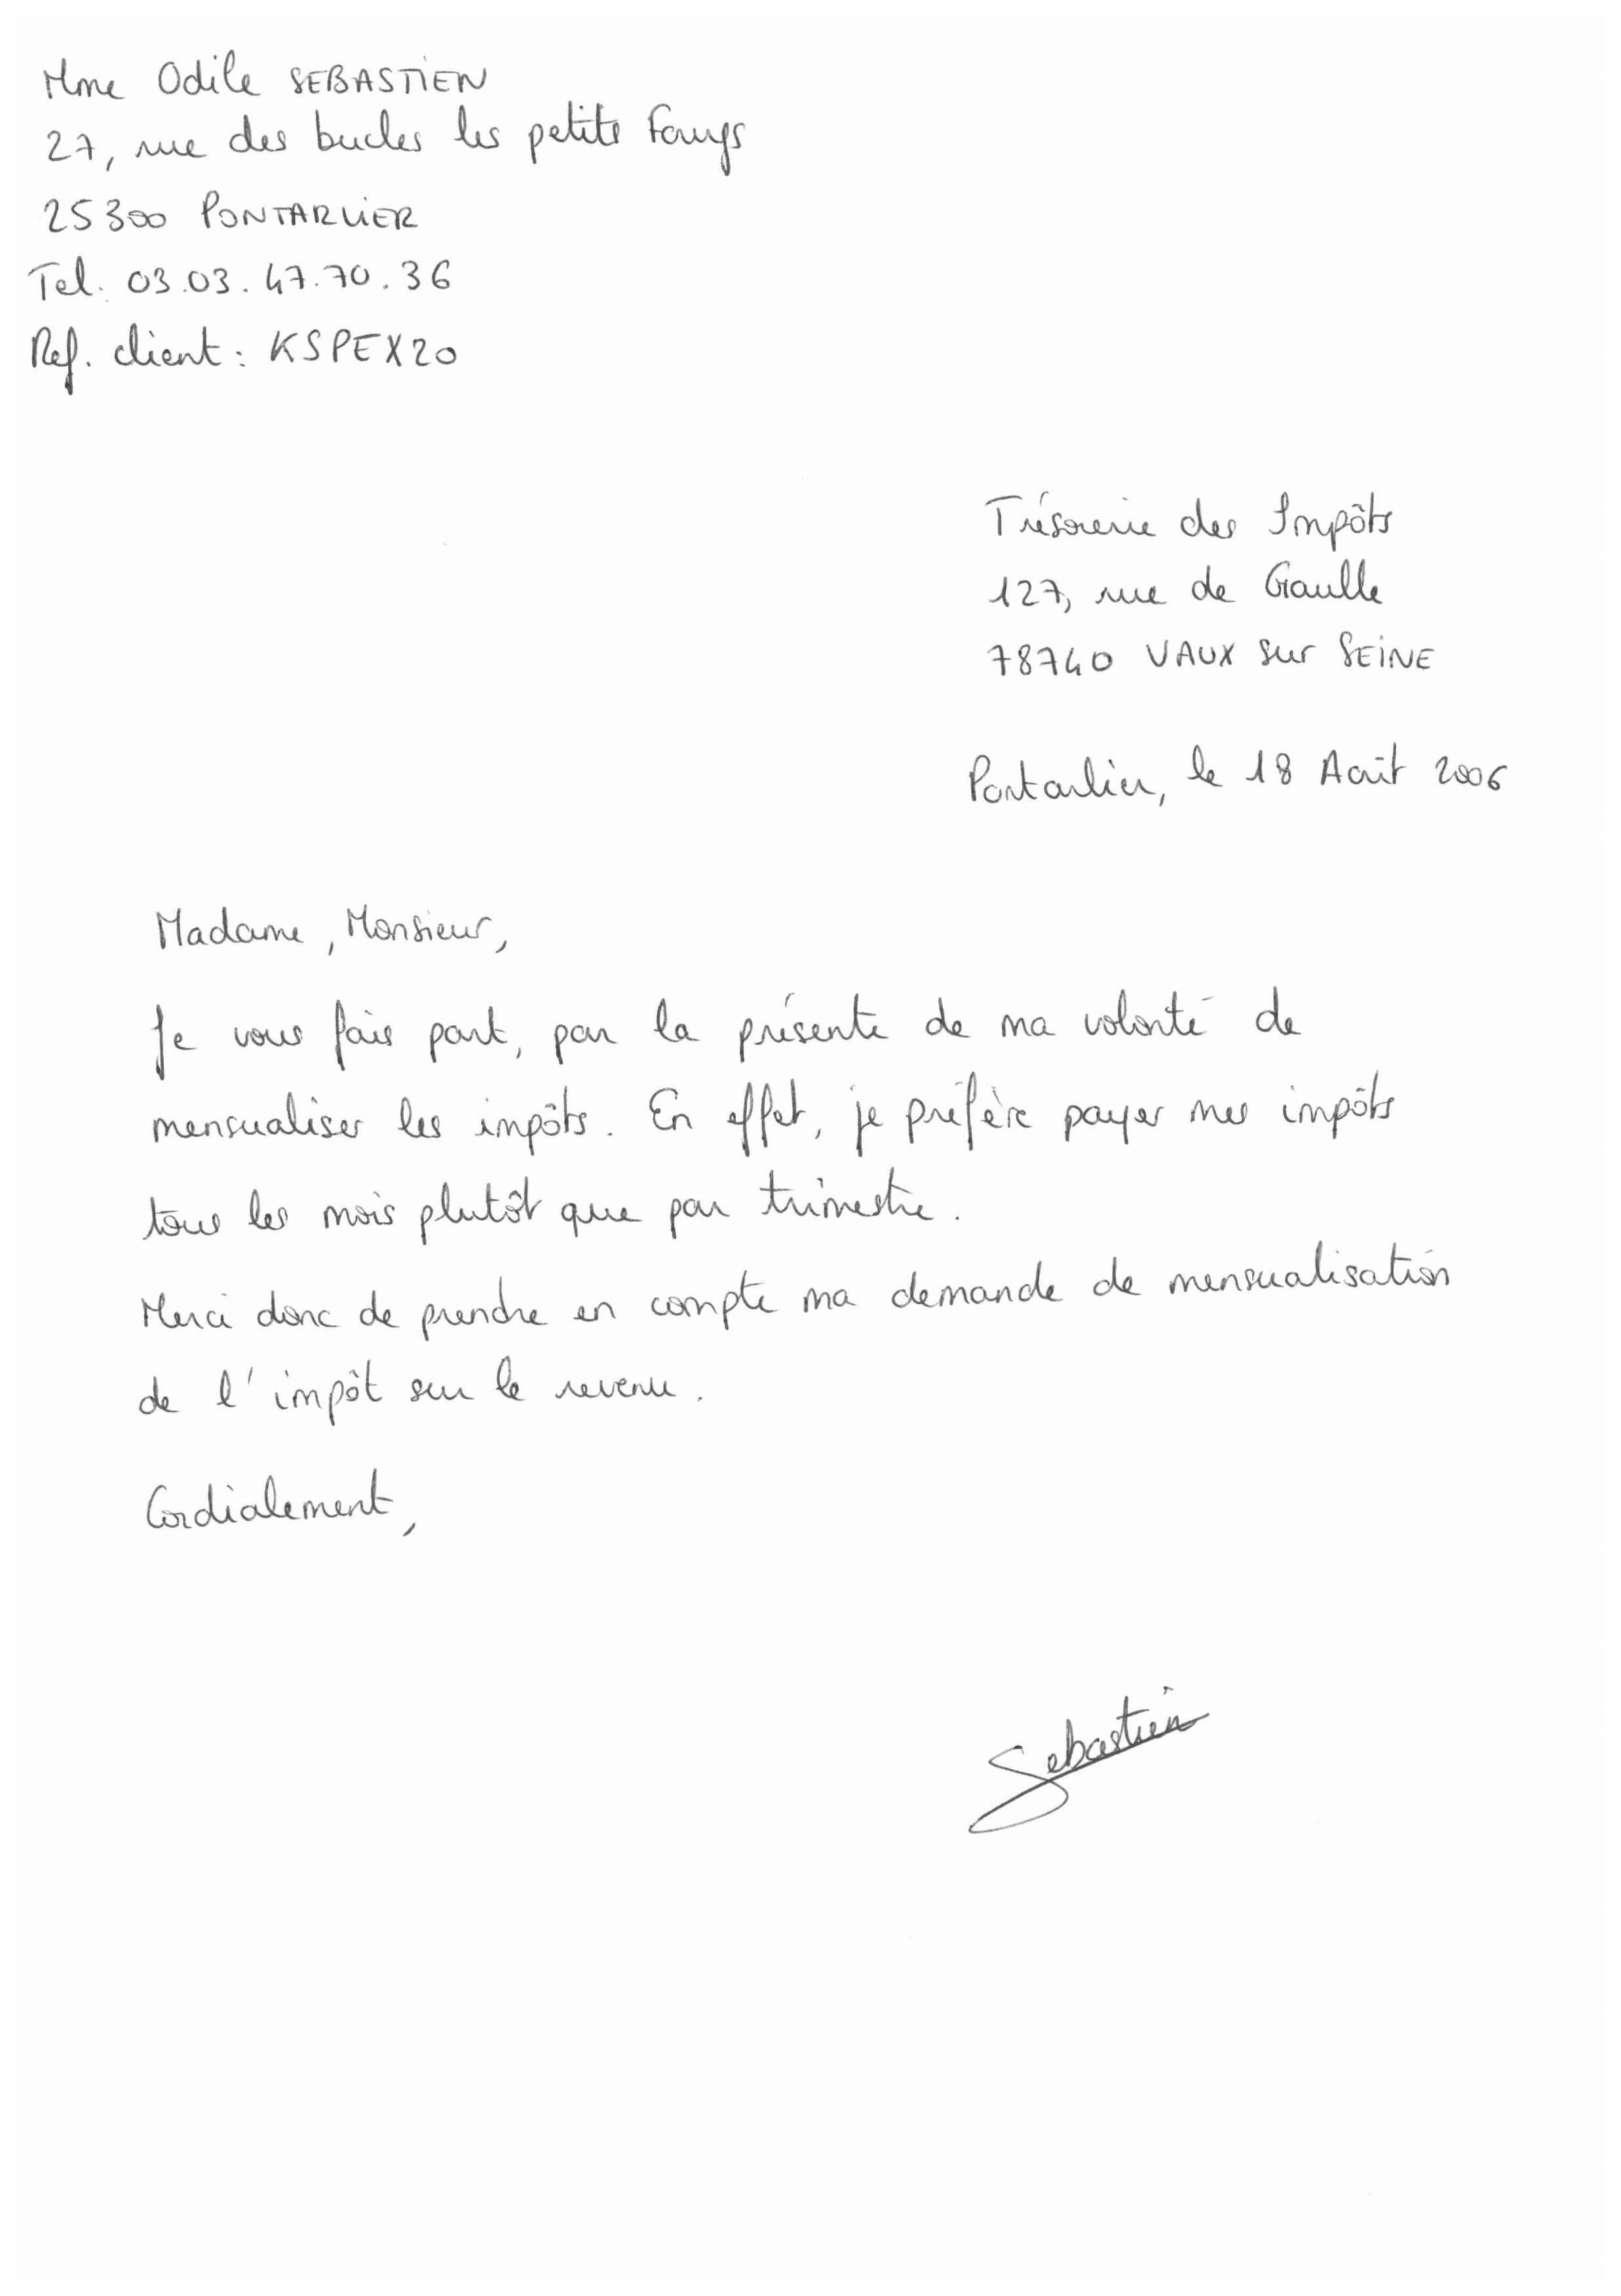 Mme Odile SEBASTIEN
27, rue des bucles les petits Fourgs
25300 PONTARLIER
Tel. 03.03.47.70.36
Ref. client : KSPEX20
Trésorerie des Impôts
127, rue de Gaulle
78740 VAUX sur SEINE
Pontarlier, le 18 Août 2006
Madame, Monsieur,
Je vous fais part, par la présente de ma volonté de
mensualiser les impôts. En effet, je préfère payer mes impôts
tous les mois plutôt que par trimestre.
Merci donc de prendre en compte ma demande de mensualisation
de l'impôt sur le revenu.
Cordialement,
Sebastien